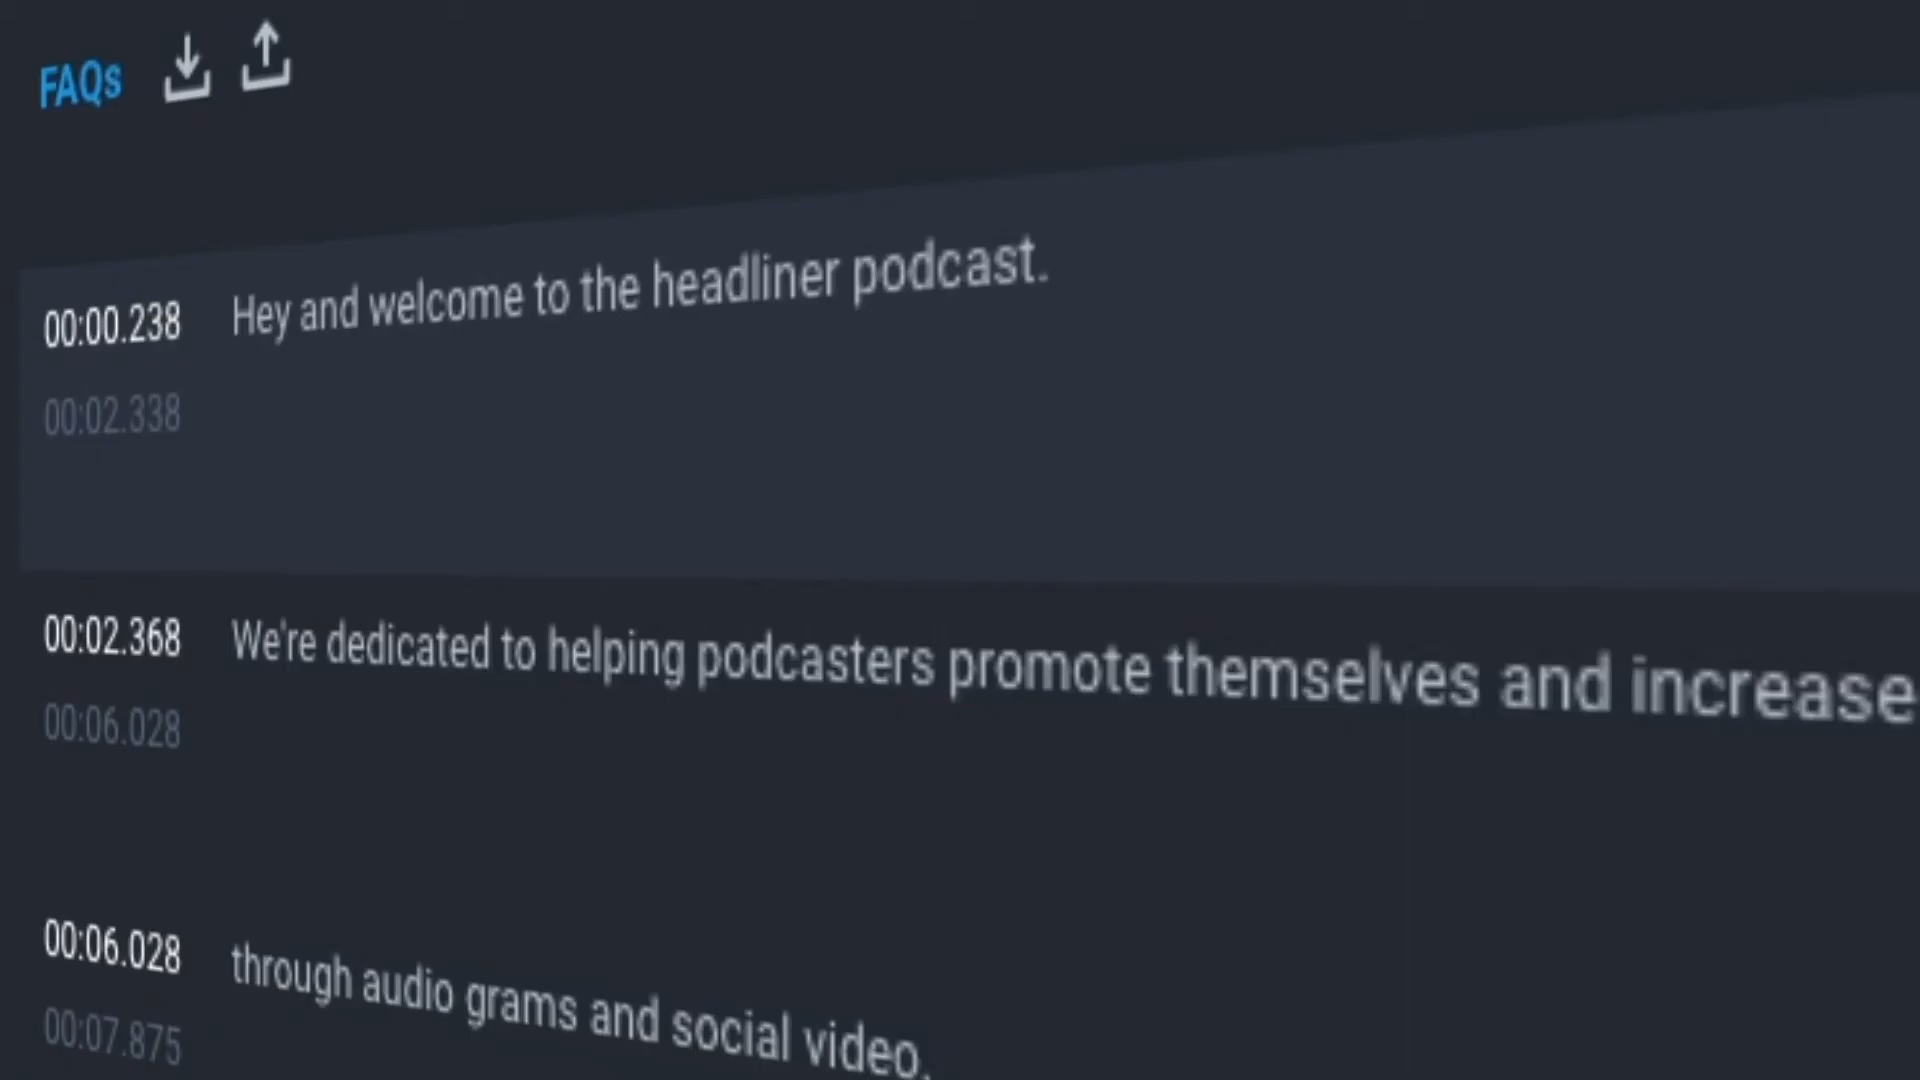 FAQs
00:00.238 Hey and welcome to the headliner podcast.
00:02.338
00:02.368 We're dedicated to helping podcasters promote themselves and increase
00:06.028
00:06.028 through audio grams and social video.
00:07.875